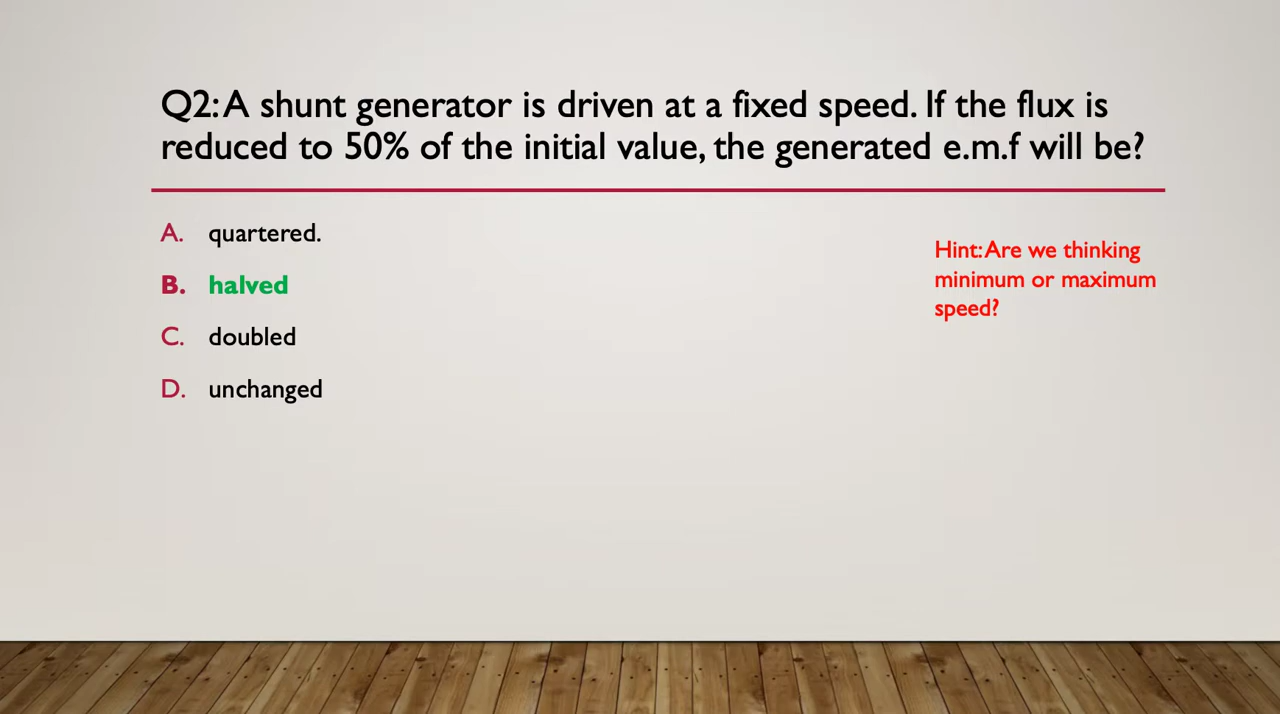 Q2: A shunt generator is driven at a fixed speed. If the flux is
reduced to 50% of the initial value, the generated e.m.f will be?
A. quartered.
B. halved
C. doubled
D. unchanged
Hint: Are we thinking
minimum or maximum
speed?